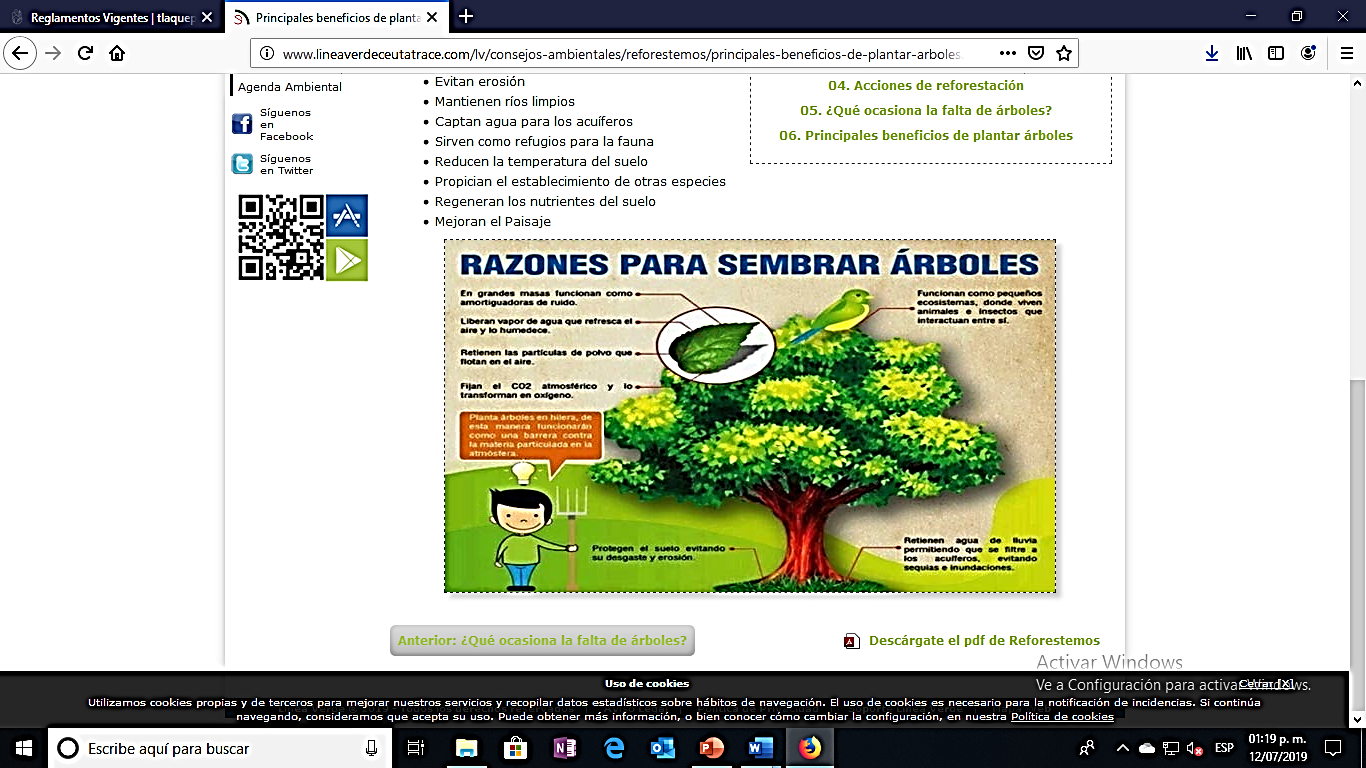 Reglamentos Vigentes | tlaquep
Principales beneficios de planta
www.lineaverdeceutatrace.com/lv/consejos-ambientales/reforestemos/principales-beneficios-de-plantar-arboles.
Agenda Ambiental
Síguenos
en
Facebook
Síguenos
en Twitter
Evitan erosión
Mantienen ríos limpios
Captan agua para los acuíferos
Sirven como refugios para la fauna
Reducen la temperatura del suelo
Propician el establecimiento de otras especies
Regeneran los nutrientes del suelo
Mejoran el Paisaje
04. Acciones de reforestación
05. ¿Qué ocasiona la falta de árboles?
06. Principales beneficios de plantar árboles
RAZONES PARA SEMBRAR ÁRBOLES
En grandes masas funcionan como
amortiguadoras de ruido.
Liberan vapor de agua que refresca el
aire y lo humedece.
Retienen las partículas de polvo que
flotan en el aire.
Fijan el CO2 atmosférico y lo
transforman en oxígeno.
Planta árboles en hilera, de
esta manera funcionarán
como una barrera contra
la materia particulada en la
atmósfera.
Funcionan como pequeños
ecosistemas, donde viven
animales e insectos que
interactuan entre sí.
Protegen el suelo evitando
su desgaste y erosión.
Retienen agua de lluvia
permitiendo que se filtre a
los acuíferos, evitando
sequias e inundaciones.
Anterior: ¿Qué ocasiona la falta de árboles?
Descárgate el pdf de Reforestemos
Activar Windows
Ve a Configuración para activar Windows.
Uso de cookies
Cerrar [X]
Utilizamos cookies propias y de terceros para mejorar nuestros servicios y recopilar datos estadísticos sobre hábitos de navegación. El uso de cookies es necesario para la notificación de incidencias. Si continúa
navegando, consideramos que acepta su uso. Puede obtener más información, o bien conocer cómo cambiar la configuración, en nuestra Política de cookies
Escribe aquí para buscar
ESP
01:19 p. m.
12/07/2019